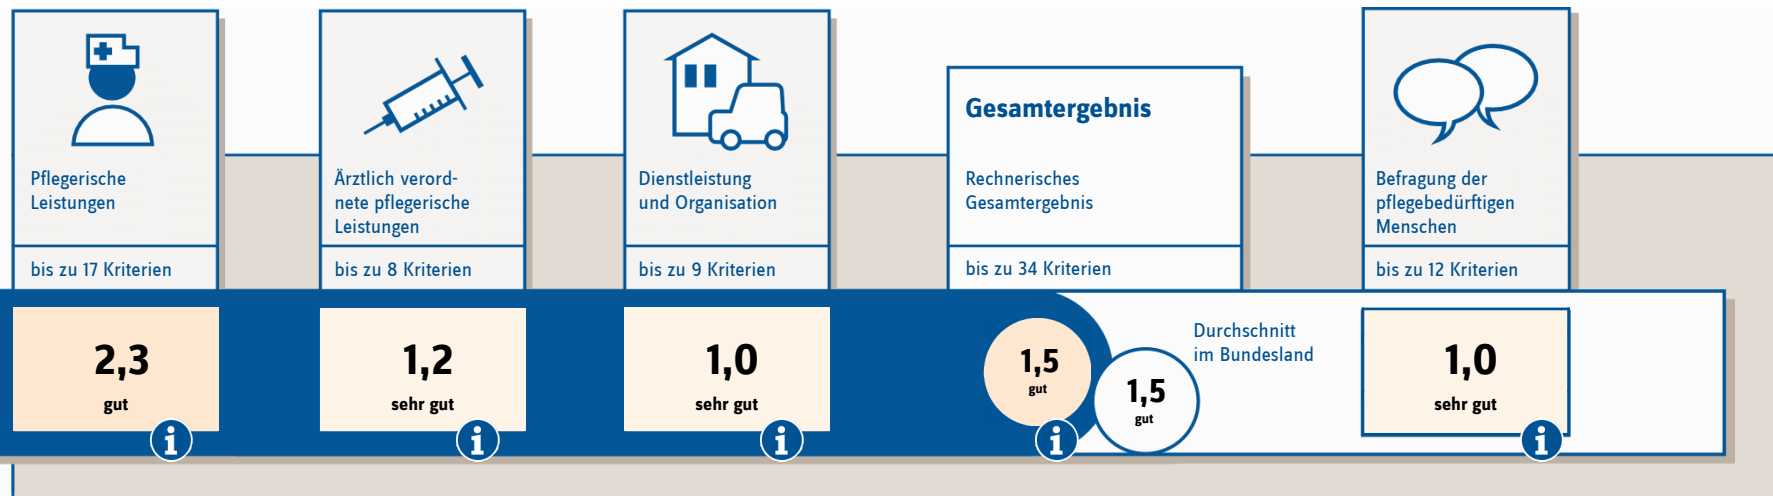 Pflegerische
Leistungen
bis zu 17 Kriterien
2,3
gut
i
Ärztlich verord-
nete pflegerische
Leistungen
bis zu 8 Kriterien
1,2
sehr gut
i
Dienstleistung
und Organisation
bis zu 9 Kriterien
1,0
sehr gut
i
Gesamtergebnis
Rechnerisches
Gesamtergebnis
bis zu 34 Kriterien
1,5
gut
i
Durchschnitt
im Bundesland
1,5
gut
Befragung der
pflegebedürftigen
Menschen
bis zu 12 Kriterien
1,0
sehr gut
i